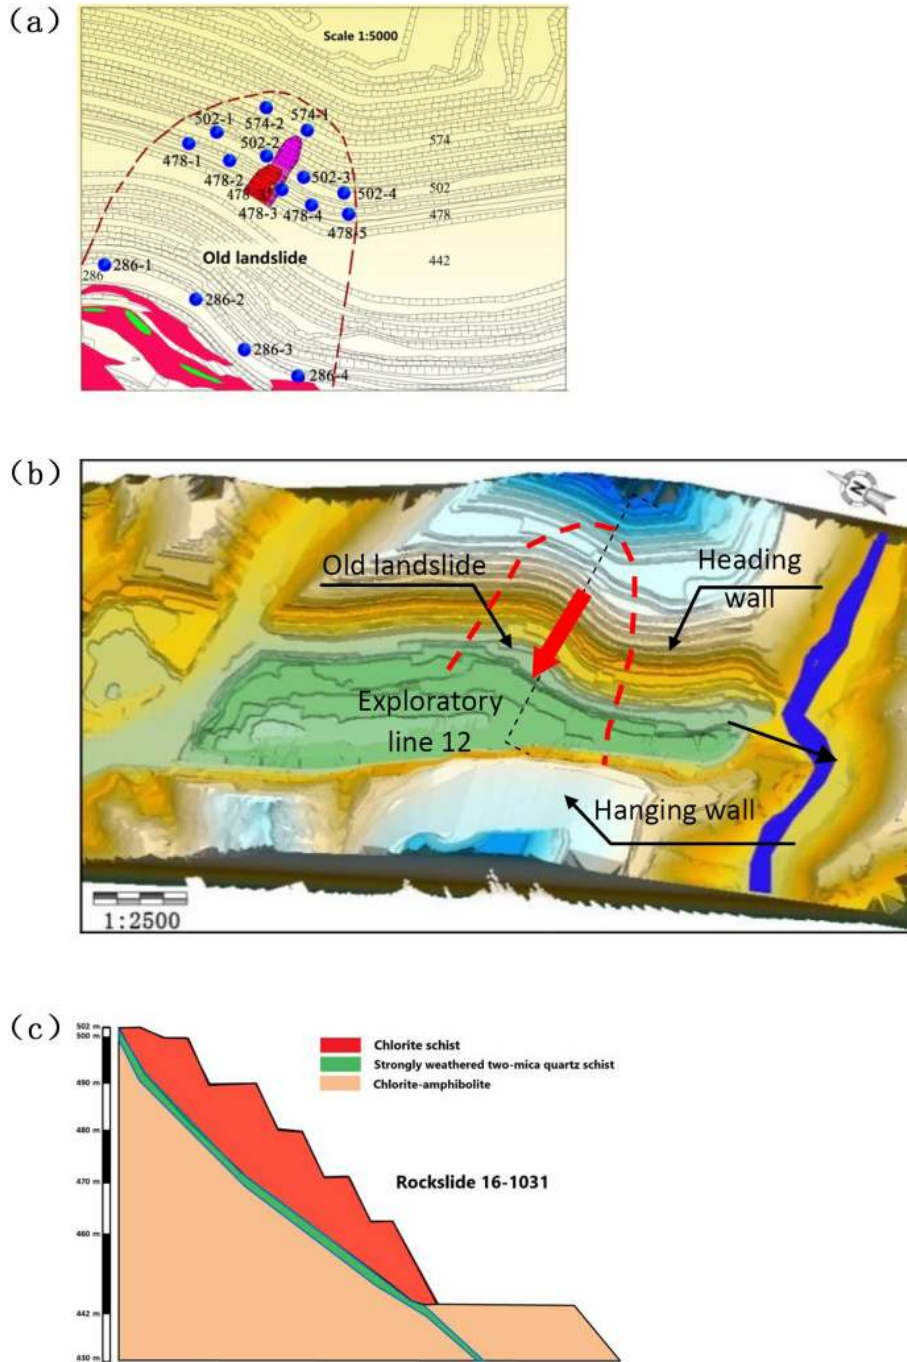 (a)
Scale 1:5000
574-1
574-2
502-1
502-2
574
478-1
478-2
502-3
502-4
502
478-3
478-4
478
478-5
Old landslide
442
286-1
286
286-2
286-3
286-4
(b)
N
Old landslide
Heading
wall
Exploratory
line 12
Hanging wall
1:2500
(c)
502 m
500 m
Chlorite schist
Strongly weathered two-mica quartz schist
Chlorite-amphibolite
490 m
480 m
470 m
Rockslide 16-1031
460 m
442 m
430 m